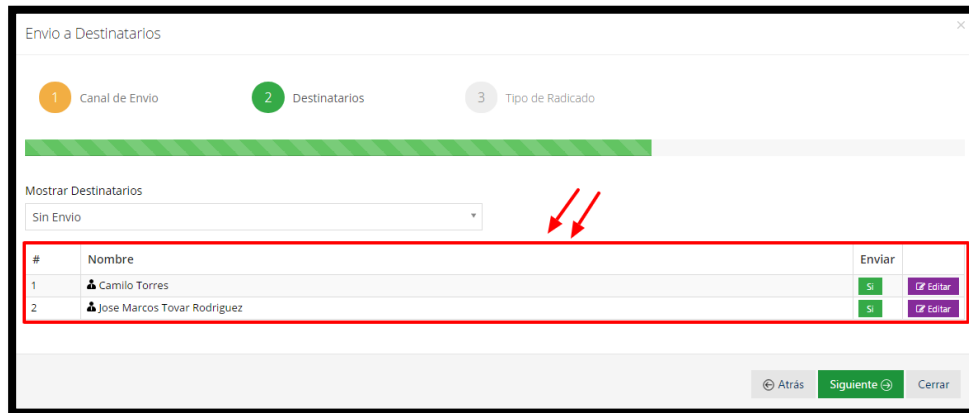 Envio a Destinatarios
1 Canal de Envio 2 Destinatarios 3 Tipo de Radicado
Mostrar Destinatarios
Sin Envio
# Nombre Enviar
1 Camilo Torres Si Editar
2 Jose Marcos Tovar Rodriguez Si Editar
Atrás Siguiente Cerrar